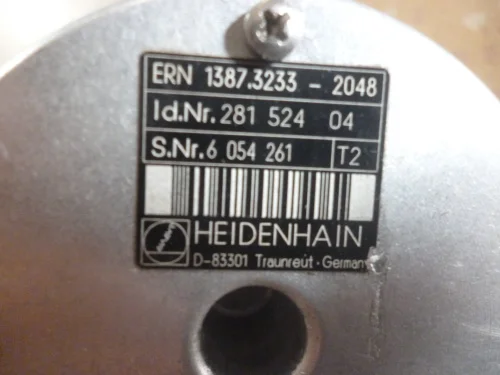 ERN 1387.3233 - 2048
Id.Nr. 281 524 04
S.Nr. 6 054 261 T2
HEIDENHAIN
D-83301 Traunreut · Germany